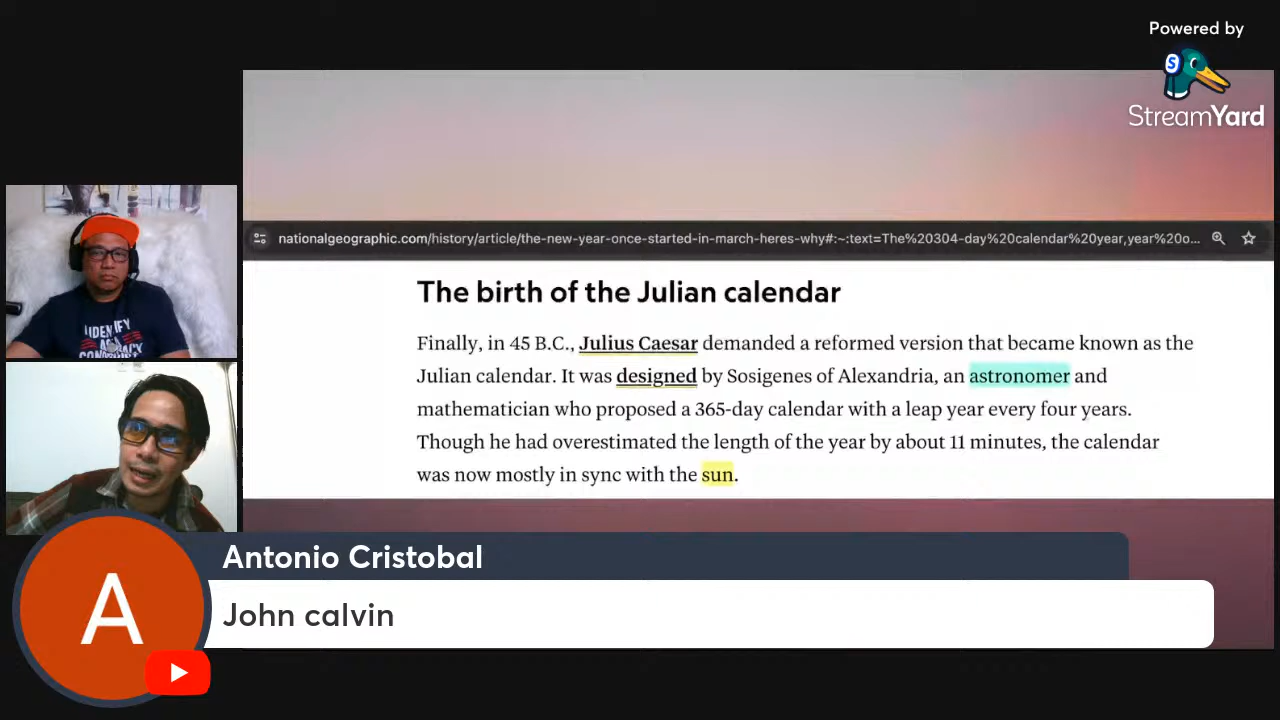 Powered by
S
StreamYard
nationalgeographic.com/history/article/the-new-year-once-started-in-march-heres-why#:~:text=The%20304-day%20calendar%20year,year%20o...
The birth of the Julian calendar
Finally, in 45 B.C., Julius Caesar demanded a reformed version that became known as the
Julian calendar. It was designed by Sosigenes of Alexandria, an astronomer and
mathematician who proposed a 365-day calendar with a leap year every four years.
Though he had overestimated the length of the year by about 11 minutes, the calendar
was now mostly in sync with the sun.
I IDENTIFY
AS A
A
Antonio Cristobal
John calvin